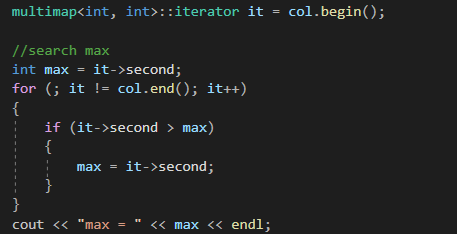 multimap<int, int>::iterator it = col.begin();
//search max
int max = it->second;
for (; it != col.end(); it++)
{
if (it->second > max)
{
max = it->second;
}
}
cout << "max = " << max << endl;